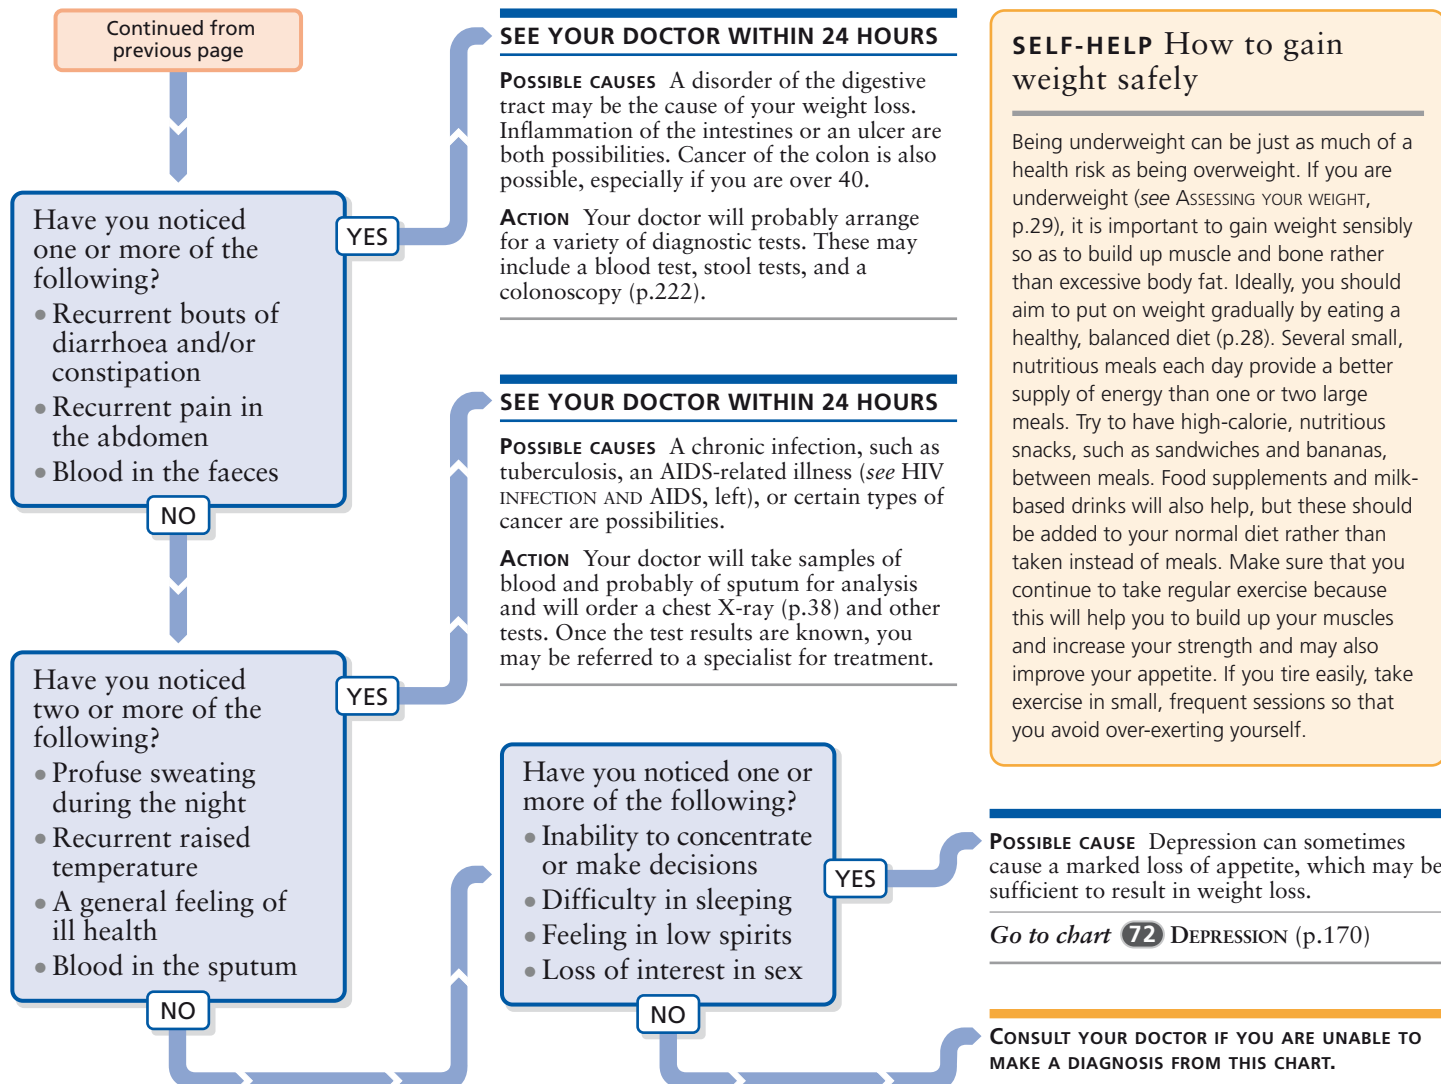 Continued from
previous page
Have you noticed
one or more of the
following?
• Recurrent bouts of
diarrhoea and/or
constipation
• Recurrent pain in
the abdomen
• Blood in the faeces
YES
NO
SEE YOUR DOCTOR WITHIN 24 HOURS
POSSIBLE CAUSES A disorder of the digestive
tract may be the cause of your weight loss.
Inflammation of the intestines or an ulcer are
both possibilities. Cancer of the colon is also
possible, especially if you are over 40.
ACTION Your doctor will probably arrange
for a variety of diagnostic tests. These may
include a blood test, stool tests, and a
colonoscopy (p.222).
Have you noticed
two or more of the
following?
• Profuse sweating
during the night
• Recurrent raised
temperature
• A general feeling of
ill health
• Blood in the sputum
YES
NO
SEE YOUR DOCTOR WITHIN 24 HOURS
POSSIBLE CAUSES A chronic infection, such as
tuberculosis, an AIDS-related illness (see HIV
INFECTION AND AIDS, left), or certain types of
cancer are possibilities.
ACTION Your doctor will take samples of
blood and probably of sputum for analysis
and will order a chest X-ray (p.38) and other
tests. Once the test results are known, you
may be referred to a specialist for treatment.
Have you noticed one or
more of the following?
• Inability to concentrate
or make decisions
• Difficulty in sleeping
• Feeling in low spirits
• Loss of interest in sex
YES
NO
SELF-HELP How to gain
weight safely
Being underweight can be just as much of a
health risk as being overweight. If you are
underweight (see ASSESSING YOUR WEIGHT,
p.29), it is important to gain weight sensibly
so as to build up muscle and bone rather
than excessive body fat. Ideally, you should
aim to put on weight gradually by eating a
healthy, balanced diet (p.28). Several small,
nutritious meals each day provide a better
supply of energy than one or two large
meals. Try to have high-calorie, nutritious
snacks, such as sandwiches and bananas,
between meals. Food supplements and milk-
based drinks will also help, but these should
be added to your normal diet rather than
taken instead of meals. Make sure that you
continue to take regular exercise because
this will help you to build up your muscles
and increase your strength and may also
improve your appetite. If you tire easily, take
exercise in small, frequent sessions so that
you avoid over-exerting yourself.
POSSIBLE CAUSE Depression can sometimes
cause a marked loss of appetite, which may be
sufficient to result in weight loss.
Go to chart 72 DEPRESSION (p.170)
CONSULT YOUR DOCTOR IF YOU ARE UNABLE TO
MAKE A DIAGNOSIS FROM THIS CHART.